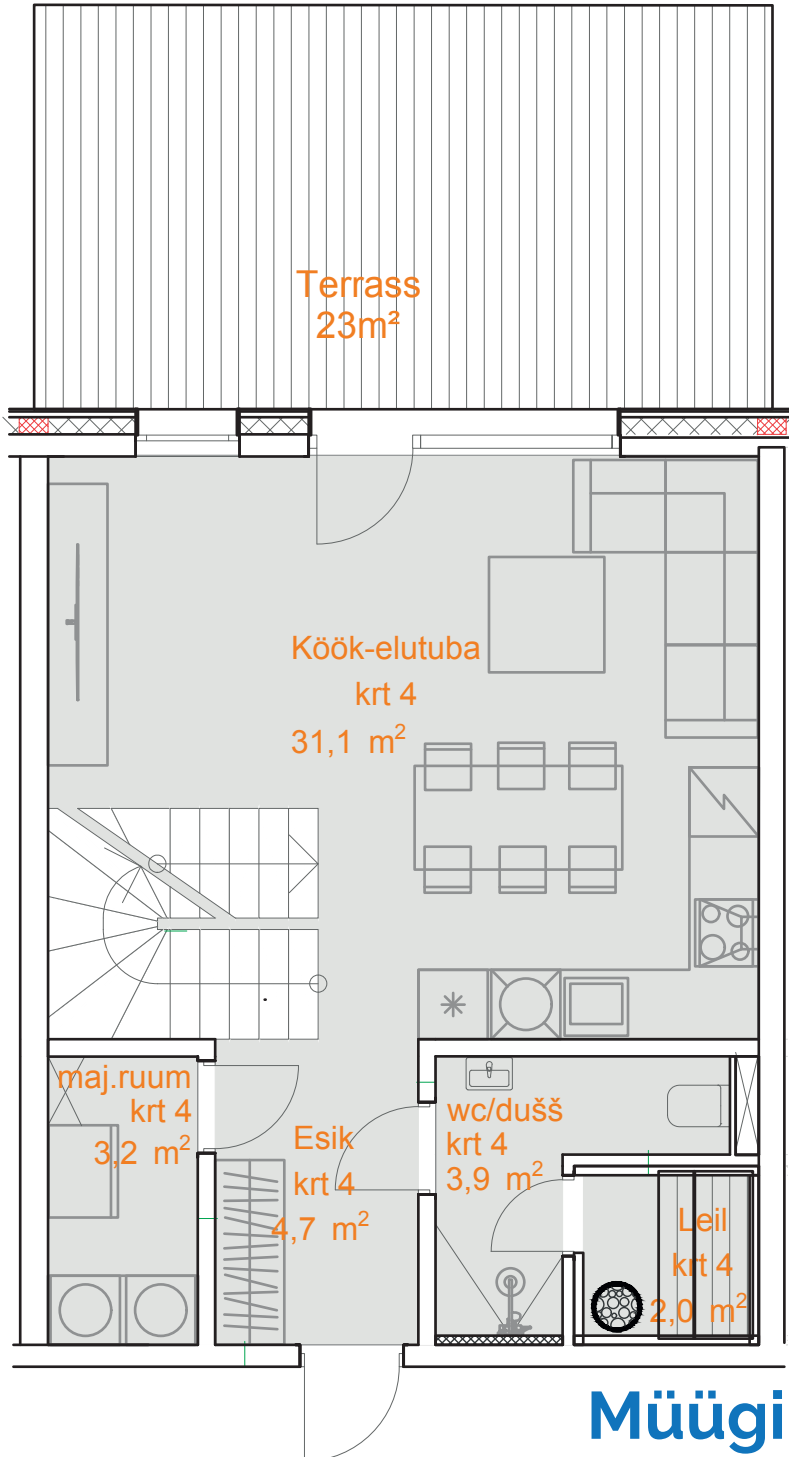 Terrass
23m²
Köök-elutuba
krt 4
31,1 m²
maj.ruum
krt 4
3,2 m²
Esik
krt 4
4,7 m²
wc/dušš
krt 4
3,9 m²
Leil
krt 4
2,0 m²
Müügi